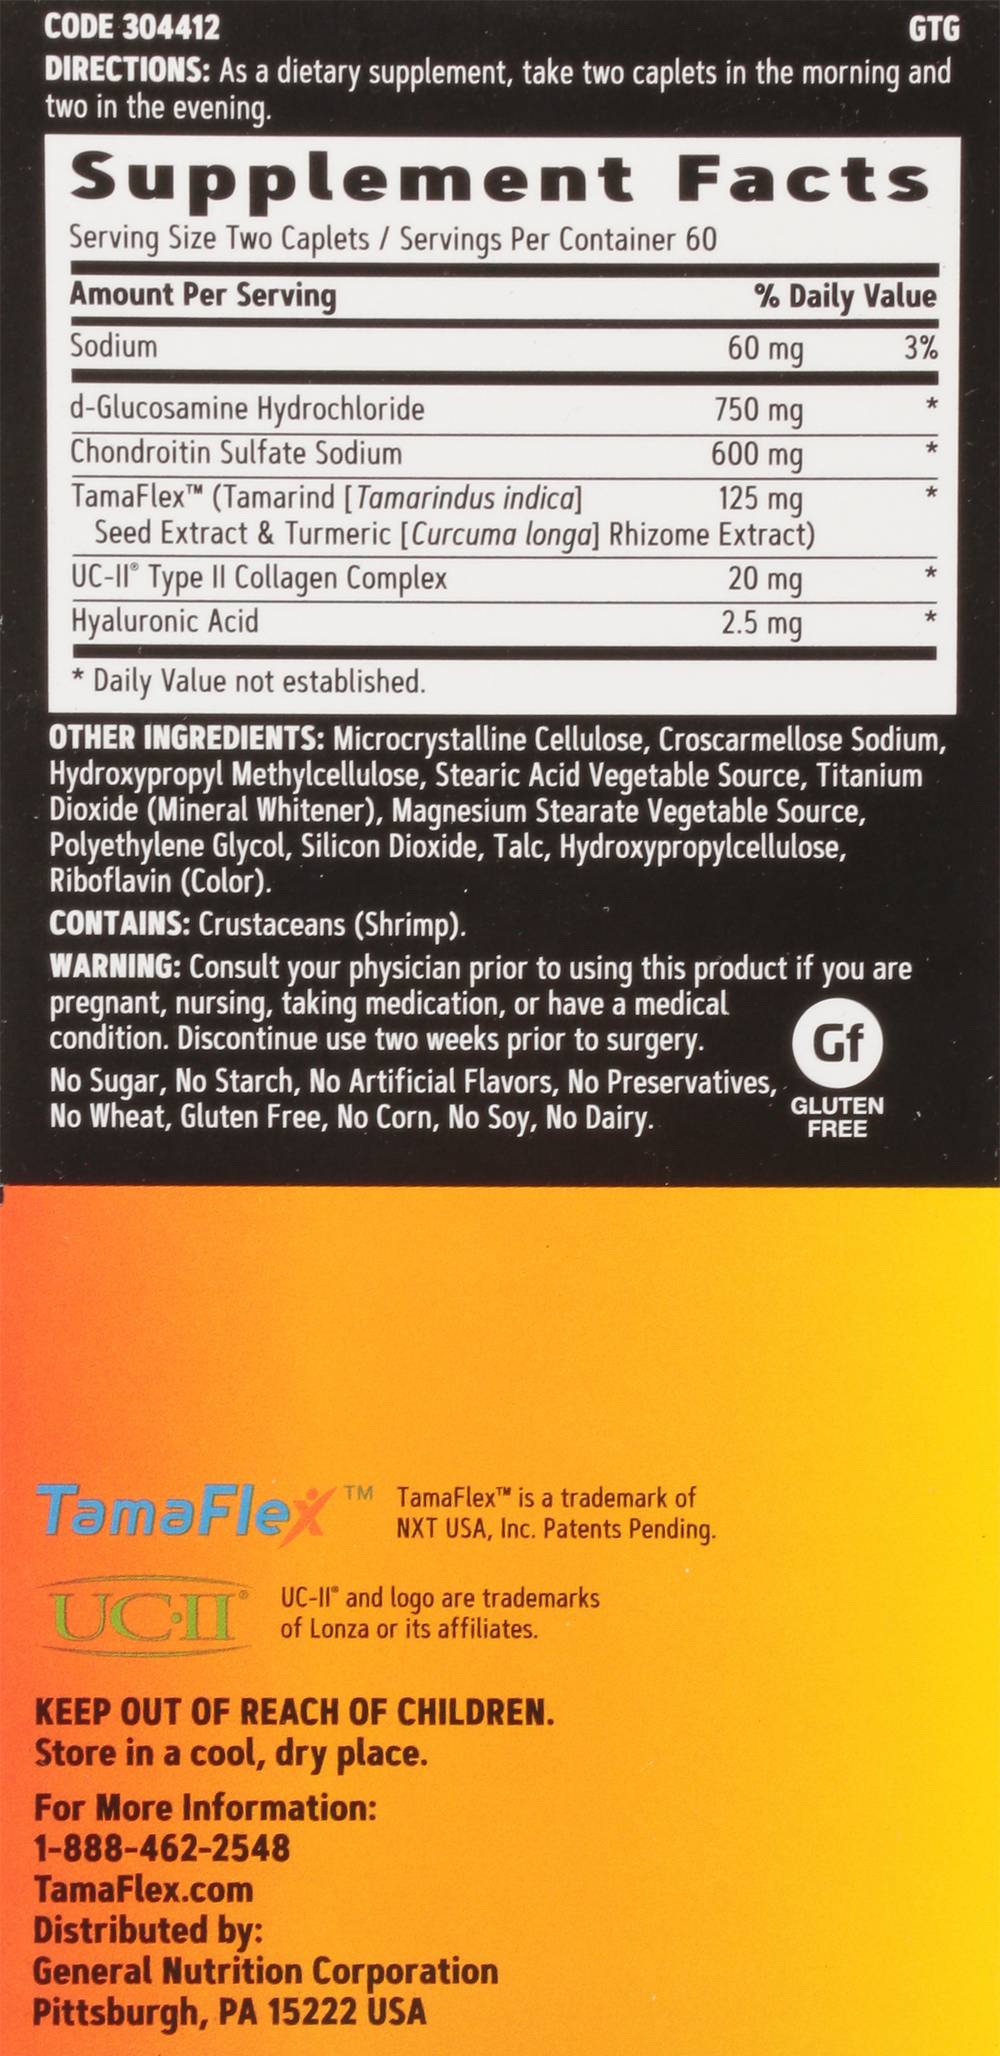 CODE 304412 GTG
DIRECTIONS: As a dietary supplement, take two caplets in the morning and
two in the evening.
Supplement Facts
Serving Size Two Caplets / Servings Per Container 60
Amount Per Serving % Daily Value
Sodium 60 mg 3%
d-Glucosamine Hydrochloride 750 mg *
Chondroitin Sulfate Sodium 600 mg *
TamaFlex™ (Tamarind [Tamarindus indica] 125 mg *
Seed Extract & Turmeric [Curcuma longa] Rhizome Extract)
UC-II® Type II Collagen Complex 20 mg *
Hyaluronic Acid 2.5 mg *
* Daily Value not established.
OTHER INGREDIENTS: Microcrystalline Cellulose, Croscarmellose Sodium,
Hydroxypropyl Methylcellulose, Stearic Acid Vegetable Source, Titanium
Dioxide (Mineral Whitener), Magnesium Stearate Vegetable Source,
Polyethylene Glycol, Silicon Dioxide, Talc, Hydroxypropylcellulose,
Riboflavin (Color).
CONTAINS: Crustaceans (Shrimp).
WARNING: Consult your physician prior to using this product if you are
pregnant, nursing, taking medication, or have a medical
condition. Discontinue use two weeks prior to surgery.
No Sugar, No Starch, No Artificial Flavors, No Preservatives,
No Wheat, Gluten Free, No Corn, No Soy, No Dairy.
Gf
GLUTEN
FREE
TamaFlex™
TamaFlex™ is a trademark of
NXT USA, Inc. Patents Pending.
UC·II®
UC-II® and logo are trademarks
of Lonza or its affiliates.
KEEP OUT OF REACH OF CHILDREN.
Store in a cool, dry place.
For More Information:
1-888-462-2548
TamaFlex.com
Distributed by:
General Nutrition Corporation
Pittsburgh, PA 15222 USA